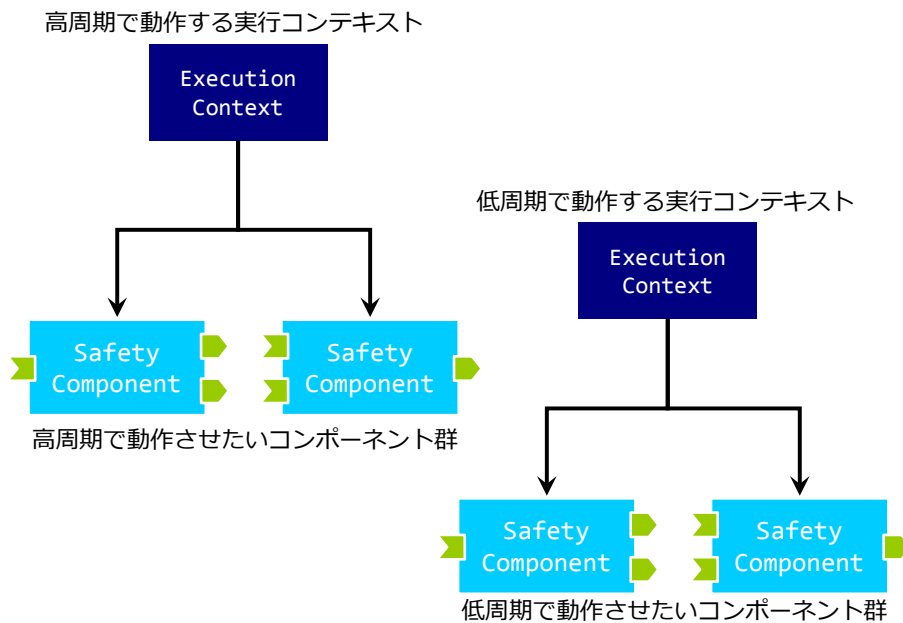 高周期で動作する実行コンテキスト
Execution
Context
Safety
Component
Safety
Component
高周期で動作させたいコンポーネント群
低周期で動作する実行コンテキスト
Execution
Context
Safety
Component
Safety
Component
低周期で動作させたいコンポーネント群